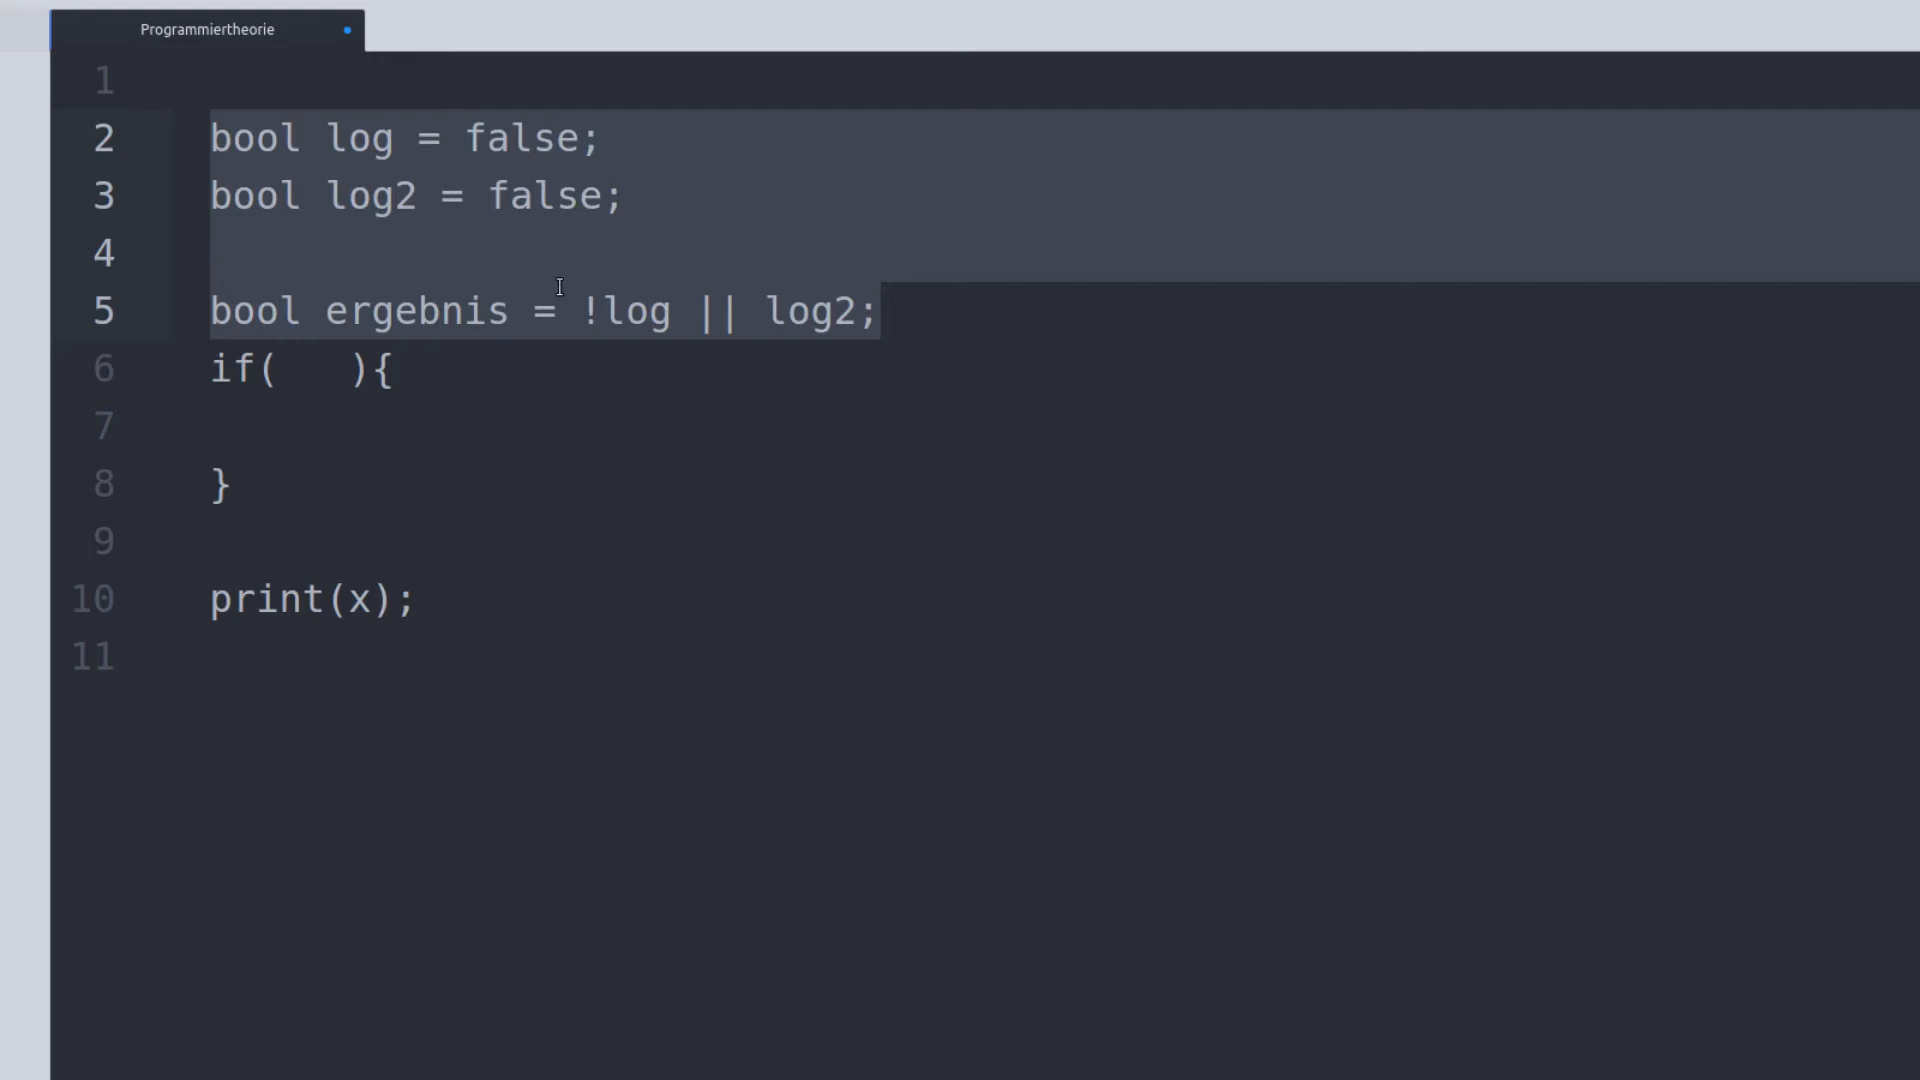 Programmiertheorie
1
2 bool log = false;
3 bool log2 = false;
4
5 bool ergebnis = !log || log2;
6 if(   ){
7
8 }
9
10 print(x);
11